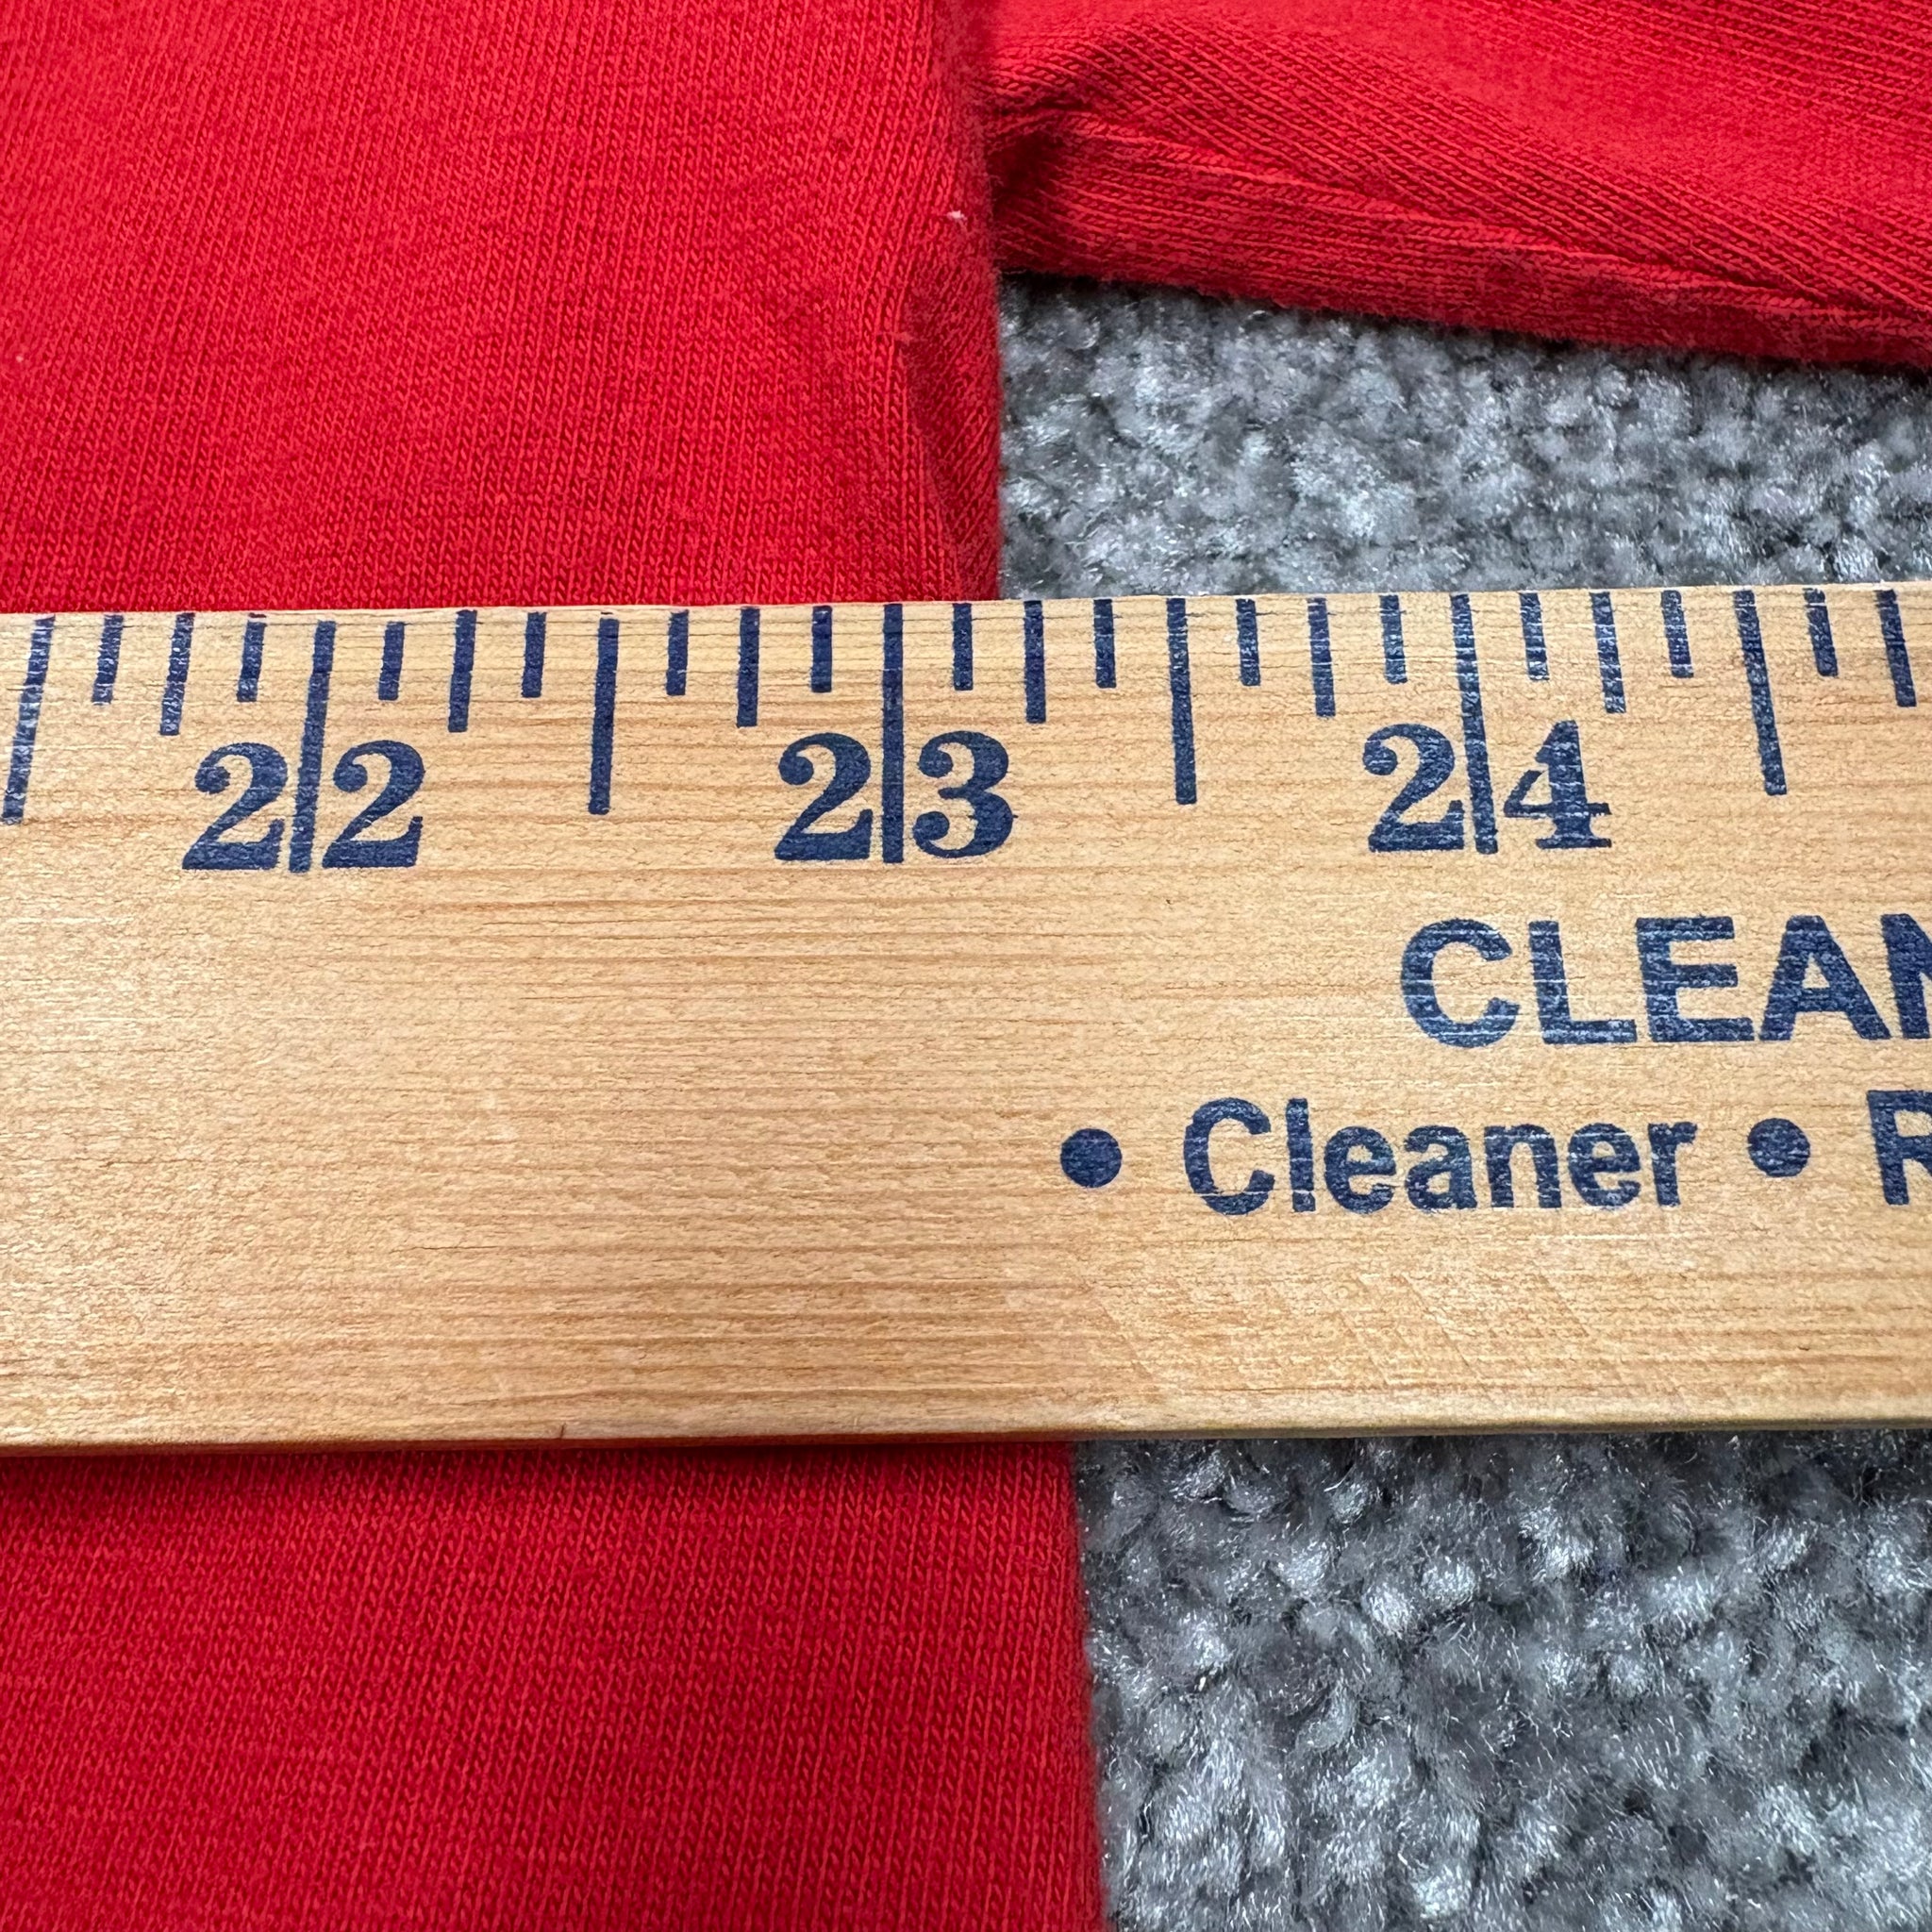 22 23 24
CLEAN
• Cleaner • R